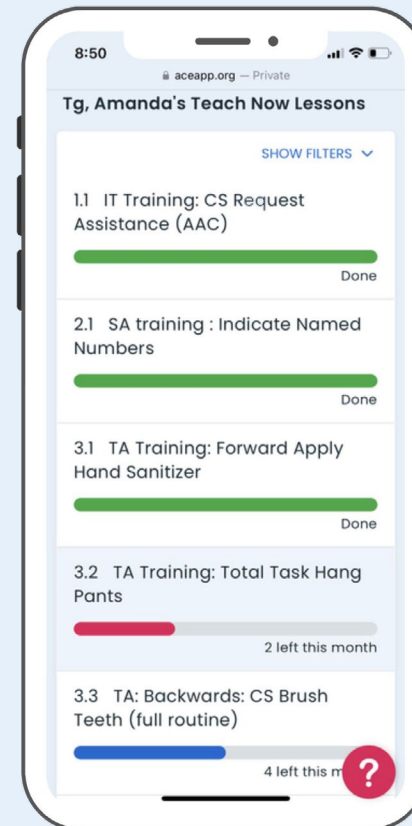 8:50
aceapp.org — Private
Tg, Amanda's Teach Now Lessons
SHOW FILTERS
1.1 IT Training: CS Request
Assistance (AAC)
Done
2.1 SA training : Indicate Named
Numbers
Done
3.1 TA Training: Forward Apply
Hand Sanitizer
Done
3.2 TA Training: Total Task Hang
Pants
2 left this month
3.3 TA: Backwards: CS Brush
Teeth (full routine)
4 left this
?